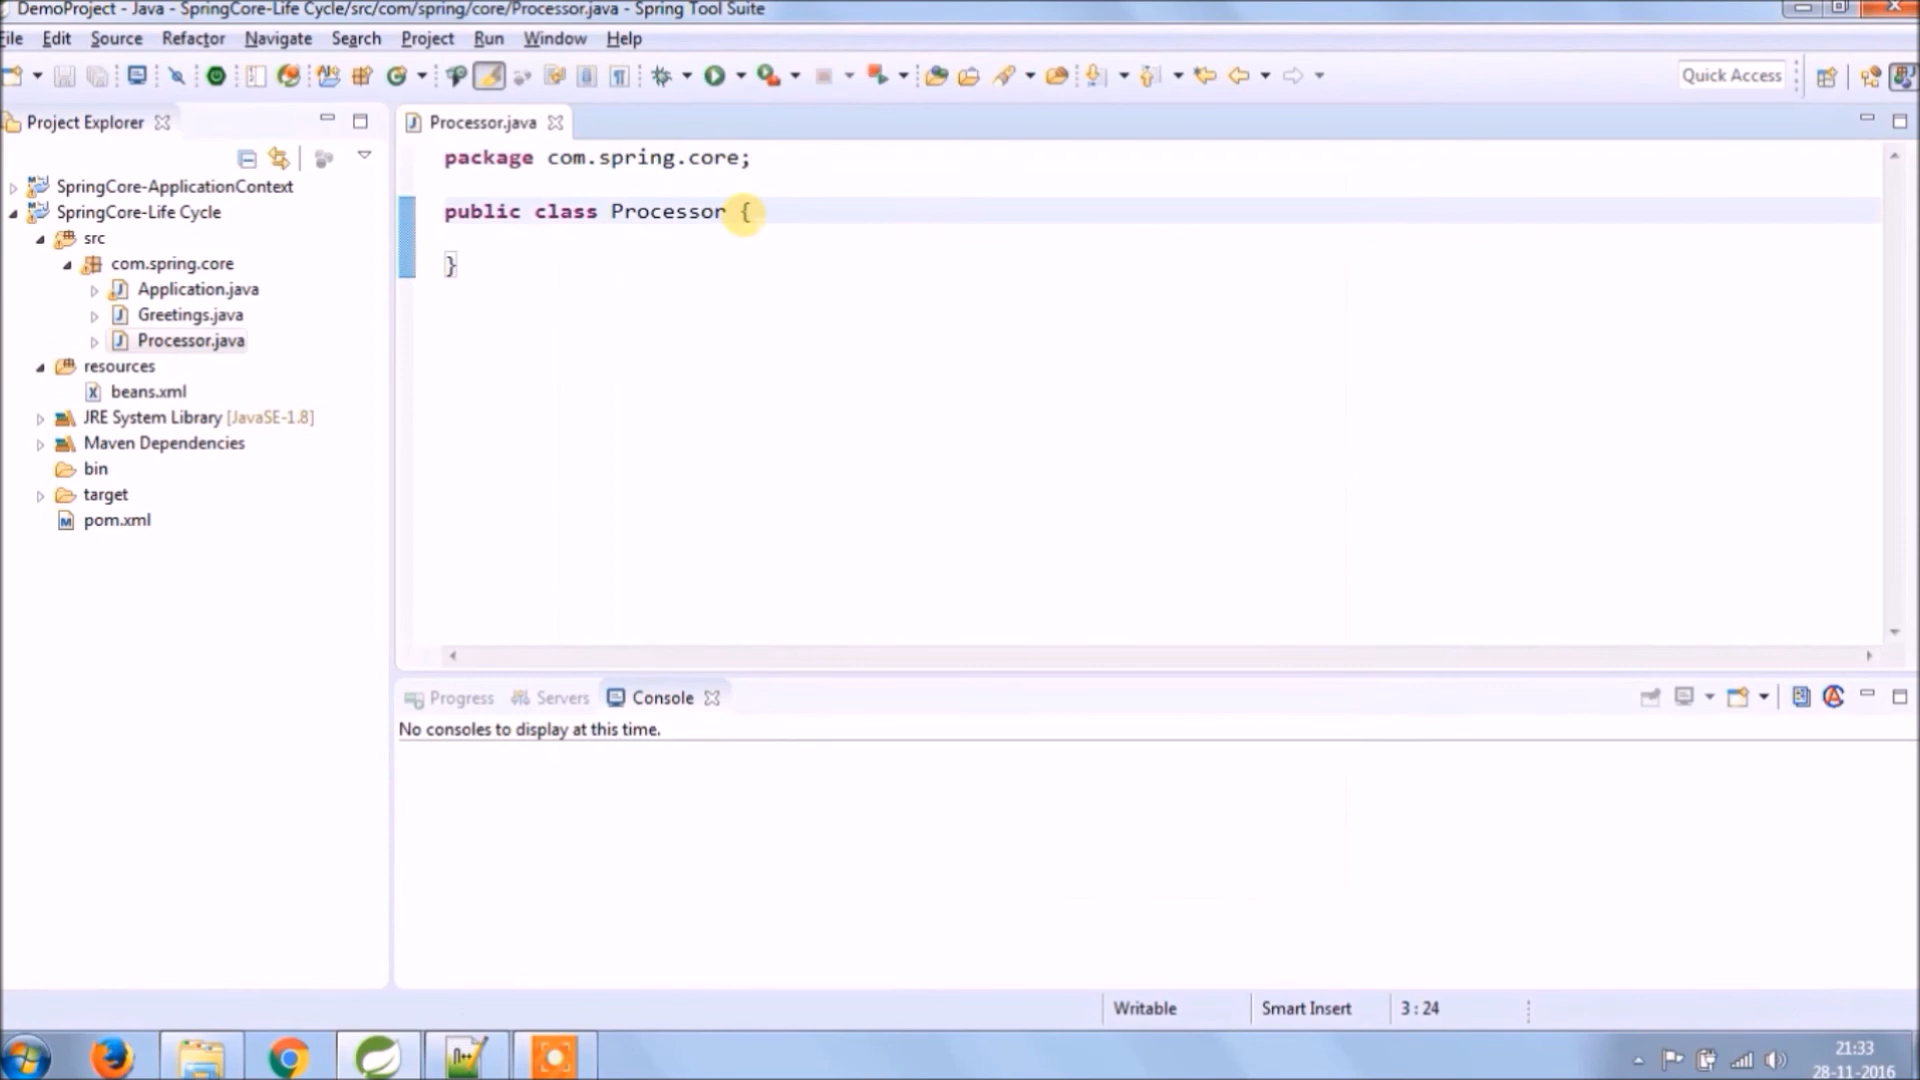 DemoProject - Java - SpringCore-Life Cycle/src/com/spring/core/Processor.java - Spring Tool Suite
File Edit Source Refactor Navigate Search Project Run Window Help
Quick Access
Project Explorer
SpringCore-ApplicationContext
SpringCore-Life Cycle
src
com.spring.core
Application.java
Greetings.java
Processor.java
resources
beans.xml
JRE System Library [JavaSE-1.8]
Maven Dependencies
bin
target
pom.xml
Processor.java
package com.spring.core;
public class Processor {
}
Progress Servers Console
No consoles to display at this time.
Writable Smart Insert 3 : 24
21:33
28-11-2016